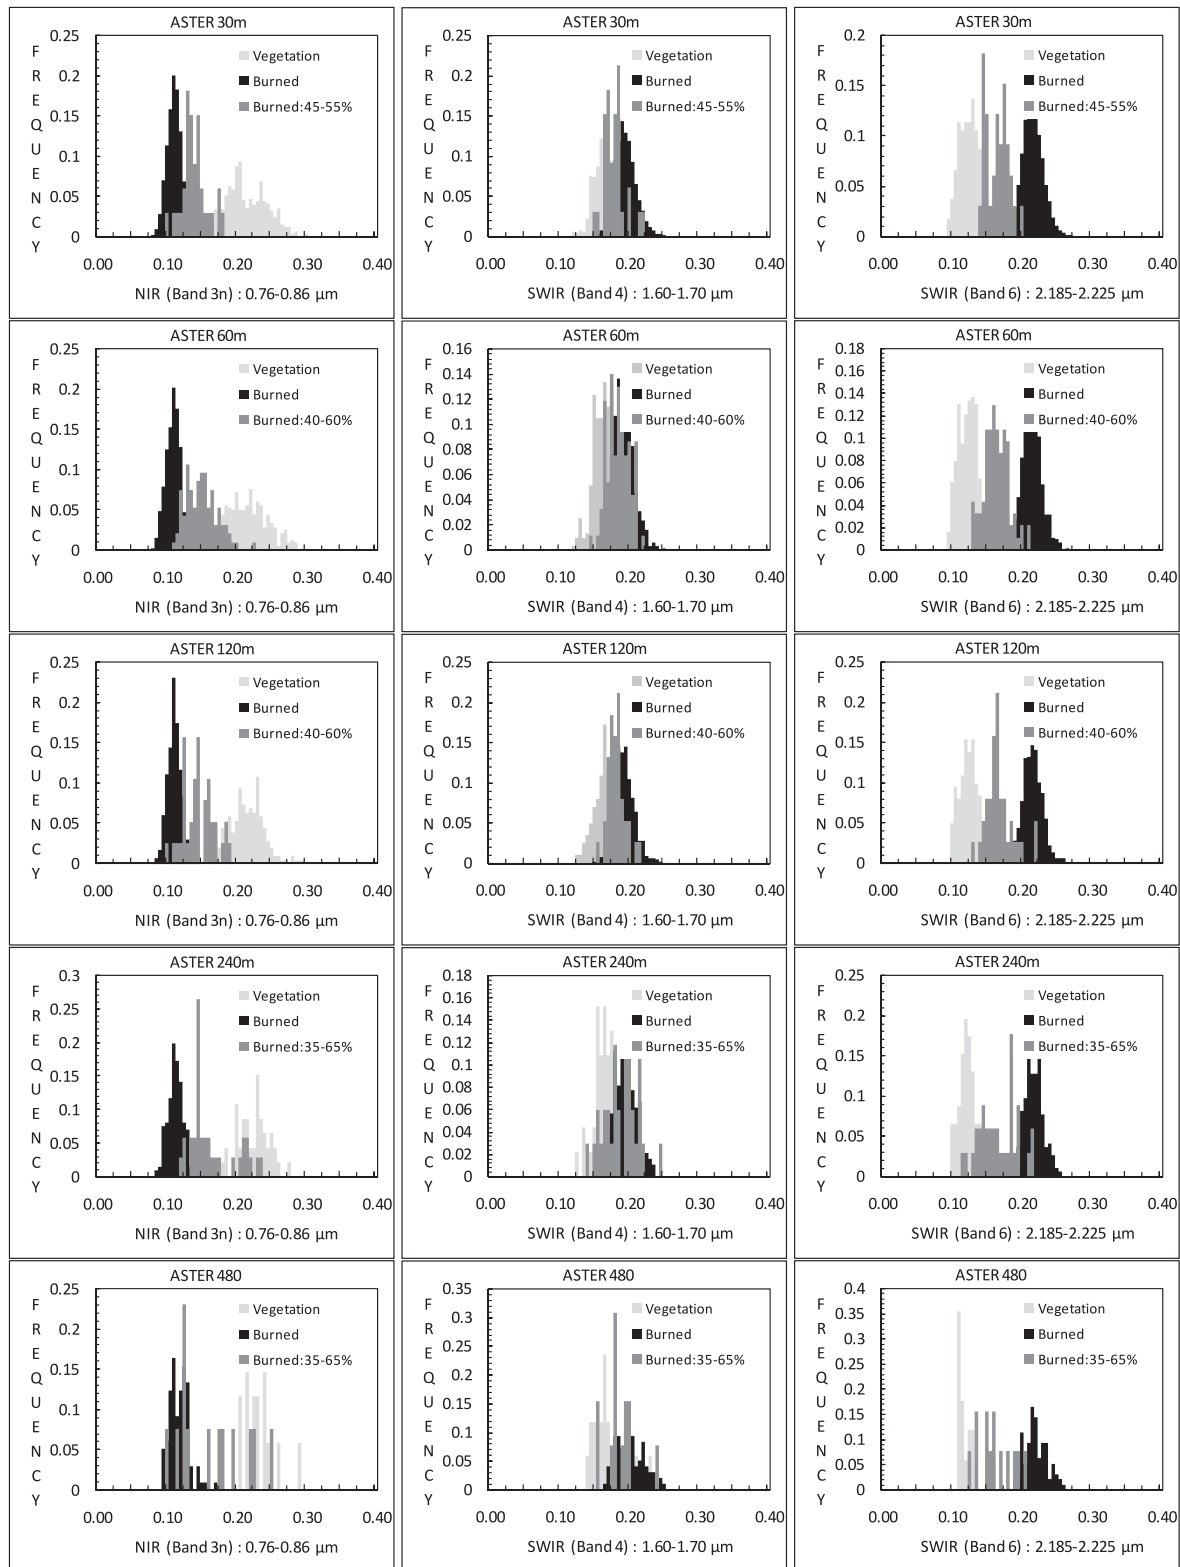 ASTER 30m
FREQUENCY
0.25
0.2
0.15
0.1
0.05
0
Vegetation
Burned
Burned:45-55%
0.00 0.10 0.20 0.30 0.40
NIR (Band 3n) : 0.76-0.86 µm
ASTER 30m
FREQUENCY
0.25
0.2
0.15
0.1
0.05
0
Vegetation
Burned
Burned:45-55%
0.00 0.10 0.20 0.30 0.40
SWIR (Band 4) : 1.60-1.70 µm
ASTER 30m
FREQUENCY
0.2
0.15
0.1
0.05
0
Vegetation
Burned
Burned:45-55%
0.00 0.10 0.20 0.30 0.40
SWIR (Band 6) : 2.185-2.225 µm
ASTER 60m
FREQUENCY
0.25
0.2
0.15
0.1
0.05
0
Vegetation
Burned
Burned:40-60%
0.00 0.10 0.20 0.30 0.40
NIR (Band 3n) : 0.76-0.86 µm
ASTER 60m
FREQUENCY
0.16
0.14
0.12
0.1
0.08
0.06
0.04
0.02
0
Vegetation
Burned
Burned:40-60%
0.00 0.10 0.20 0.30 0.40
SWIR (Band 4) : 1.60-1.70 µm
ASTER 60m
FREQUENCY
0.18
0.16
0.14
0.12
0.1
0.08
0.06
0.04
0.02
0
Vegetation
Burned
Burned:40-60%
0.00 0.10 0.20 0.30 0.40
SWIR (Band 6) : 2.185-2.225 µm
ASTER 120m
FREQUENCY
0.25
0.2
0.15
0.1
0.05
0
Vegetation
Burned
Burned:40-60%
0.00 0.10 0.20 0.30 0.40
NIR (Band 3n) : 0.76-0.86 µm
ASTER 120m
FREQUENCY
0.25
0.2
0.15
0.1
0.05
0
Vegetation
Burned
Burned:40-60%
0.00 0.10 0.20 0.30 0.40
SWIR (Band 4) : 1.60-1.70 µm
ASTER 120m
FREQUENCY
0.25
0.2
0.15
0.1
0.05
0
Vegetation
Burned
Burned:40-60%
0.00 0.10 0.20 0.30 0.40
SWIR (Band 6) : 2.185-2.225 µm
ASTER 240m
FREQUENCY
0.3
0.25
0.2
0.15
0.1
0.05
0
Vegetation
Burned
Burned:35-65%
0.00 0.10 0.20 0.30 0.40
NIR (Band 3n) : 0.76-0.86 µm
ASTER 240m
FREQUENCY
0.18
0.16
0.14
0.12
0.1
0.08
0.06
0.04
0.02
0
Vegetation
Burned
Burned:35-65%
0.00 0.10 0.20 0.30 0.40
SWIR (Band 4) : 1.60-1.70 µm
ASTER 240m
FREQUENCY
0.25
0.2
0.15
0.1
0.05
0
Vegetation
Burned
Burned:35-65%
0.00 0.10 0.20 0.30 0.40
SWIR (Band 6) : 2.185-2.225 µm
ASTER 480
FREQUENCY
0.25
0.2
0.15
0.1
0.05
0
Vegetation
Burned
Burned:35-65%
0.00 0.10 0.20 0.30 0.40
NIR (Band 3n) : 0.76-0.86 µm
ASTER 480
FREQUENCY
0.35
0.3
0.25
0.2
0.15
0.1
0.05
0
Vegetation
Burned
Burned:35-65%
0.00 0.10 0.20 0.30 0.40
SWIR (Band 4) : 1.60-1.70 µm
ASTER 480
FREQUENCY
0.4
0.35
0.3
0.25
0.2
0.15
0.1
0.05
0
Vegetation
Burned
Burned:35-65%
0.00 0.10 0.20 0.30 0.40
SWIR (Band 6) : 2.185-2.225 µm